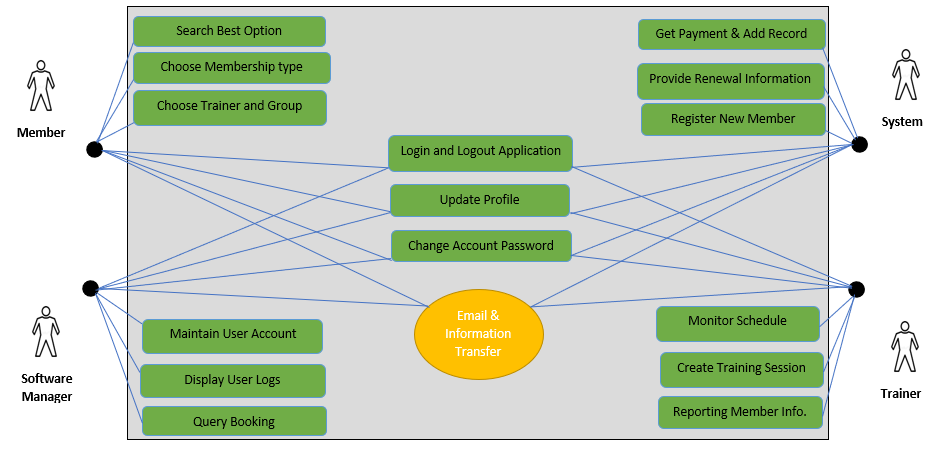 Search Best Option
Choose Membership type
Choose Trainer and Group
Get Payment & Add Record
Provide Renewal Information
Register New Member
Member
System
Login and Logout Application
Update Profile
Change Account Password
Email &
Information
Transfer
Software
Manager
Maintain User Account
Display User Logs
Query Booking
Monitor Schedule
Create Training Session
Reporting Member Info.
Trainer